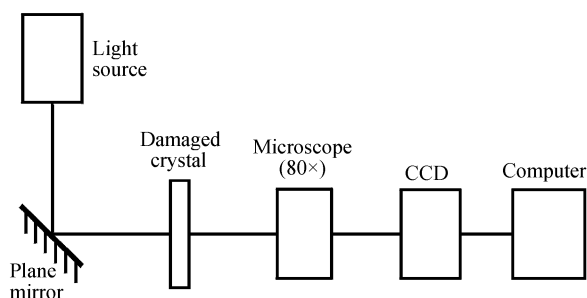 Light
source
Damaged
crystal
Microscope
(80×)
CCD
Computer
Plane
mirror